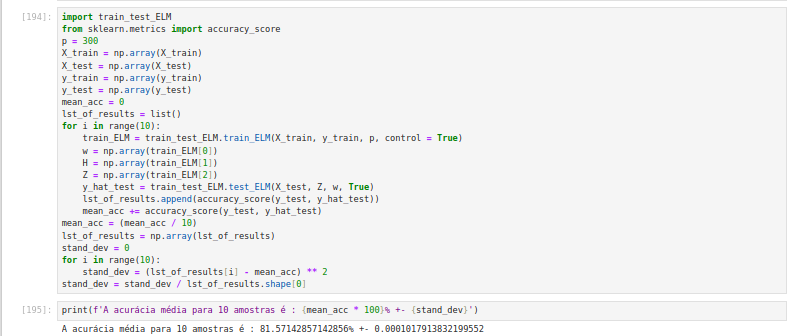 [194]: import train_test_ELM
from sklearn.metrics import accuracy_score
p = 300
X_train = np.array(X_train)
X_test = np.array(X_test)
y_train = np.array(y_train)
y_test = np.array(y_test)
mean_acc = 0
lst_of_results = list()
for i in range(10):
    train_ELM = train_test_ELM.train_ELM(X_train, y_train, p, control = True)
    w = np.array(train_ELM[0])
    H = np.array(train_ELM[1])
    Z = np.array(train_ELM[2])
    y_hat_test = train_test_ELM.test_ELM(X_test, Z, w, True)
    lst_of_results.append(accuracy_score(y_test, y_hat_test))
    mean_acc += accuracy_score(y_test, y_hat_test)
mean_acc = (mean_acc / 10)
lst_of_results = np.array(lst_of_results)
stand_dev = 0
for i in range(10):
    stand_dev = (lst_of_results[i] - mean_acc) ** 2
stand_dev = stand_dev / lst_of_results.shape[0]
[195]: print(f'A acurácia média para 10 amostras é : {mean_acc * 100}% +- {stand_dev}')
A acurácia média para 10 amostras é : 81.57142857142856% +- 0.0001017913832199552